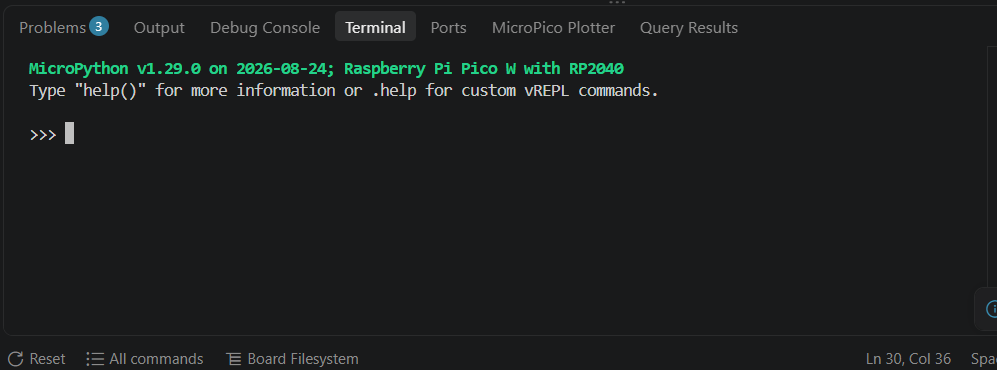 Problems 3 Output Debug Console Terminal Ports MicroPico Plotter Query Results
MicroPython v1.29.0 on 2026-08-24; Raspberry Pi Pico W with RP2040
Type "help()" for more information or .help for custom vREPL commands.
>>>
Reset All commands Board Filesystem Ln 30, Col 36